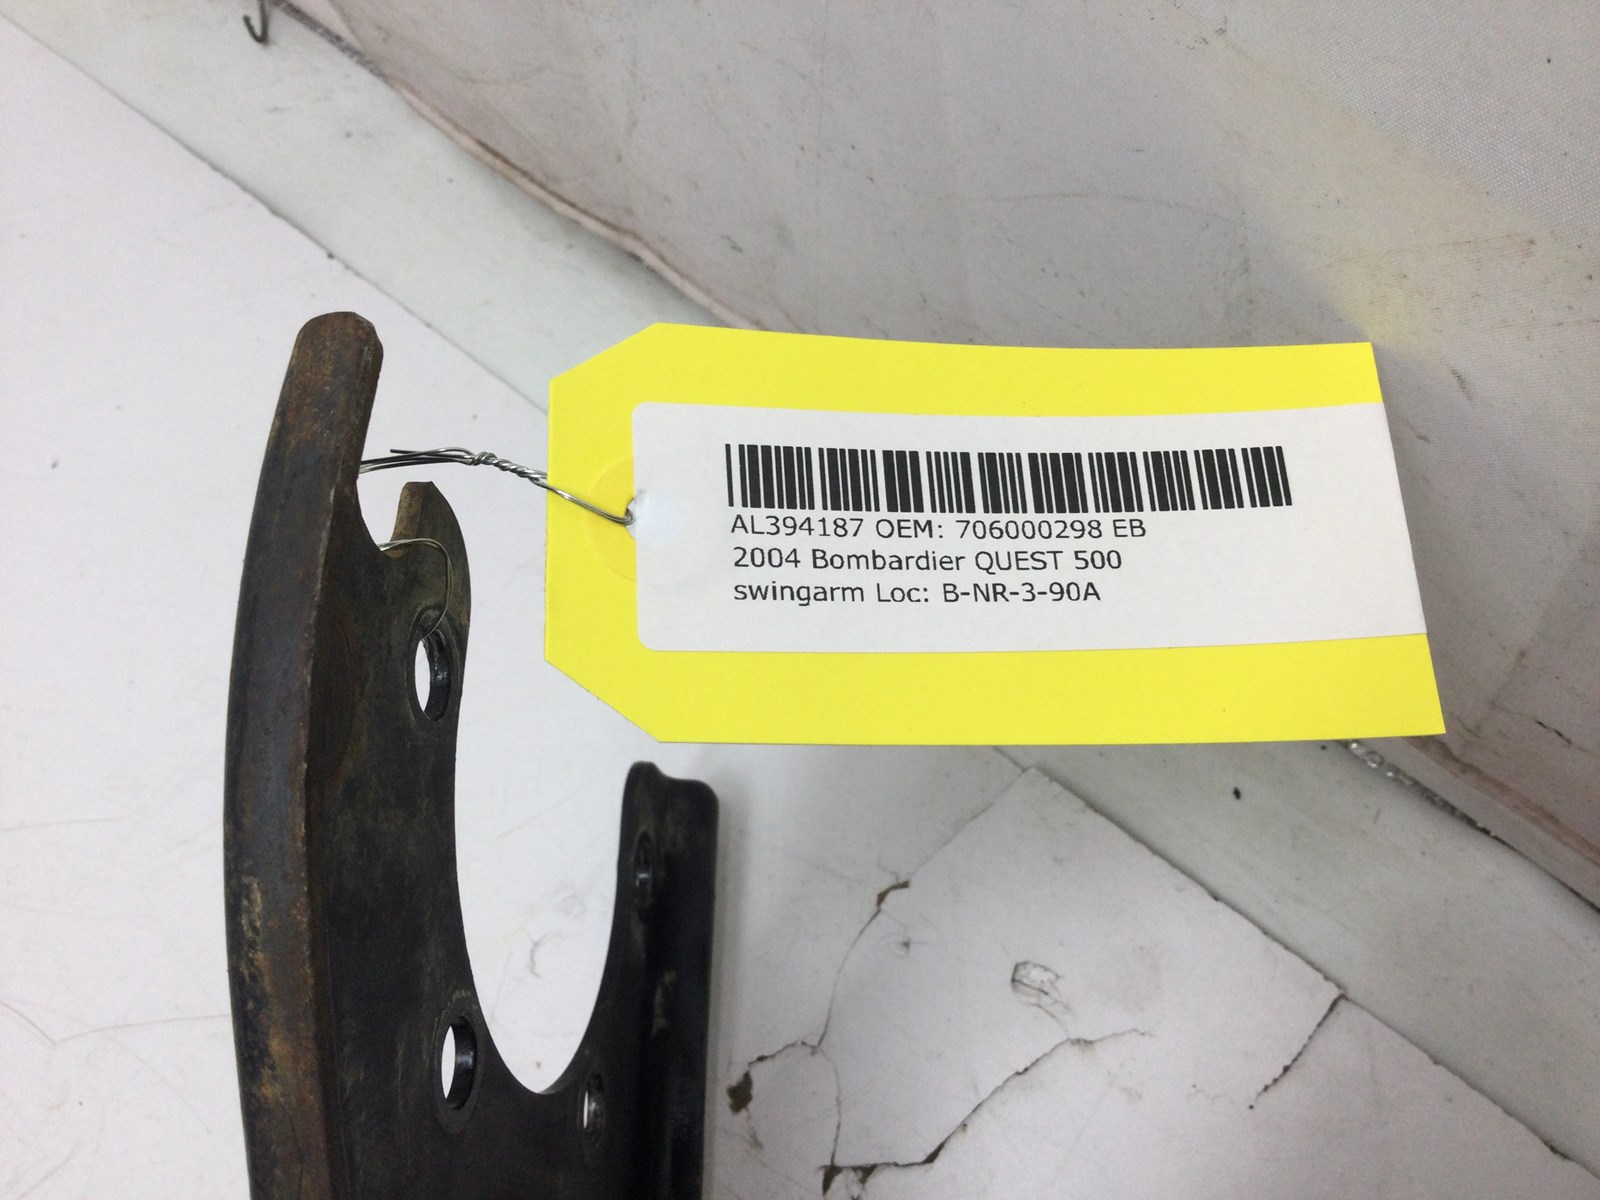 AL394187 OEM: 706000298 EB
2004 Bombardier QUEST 500
swingarm Loc: B-NR-3-90A